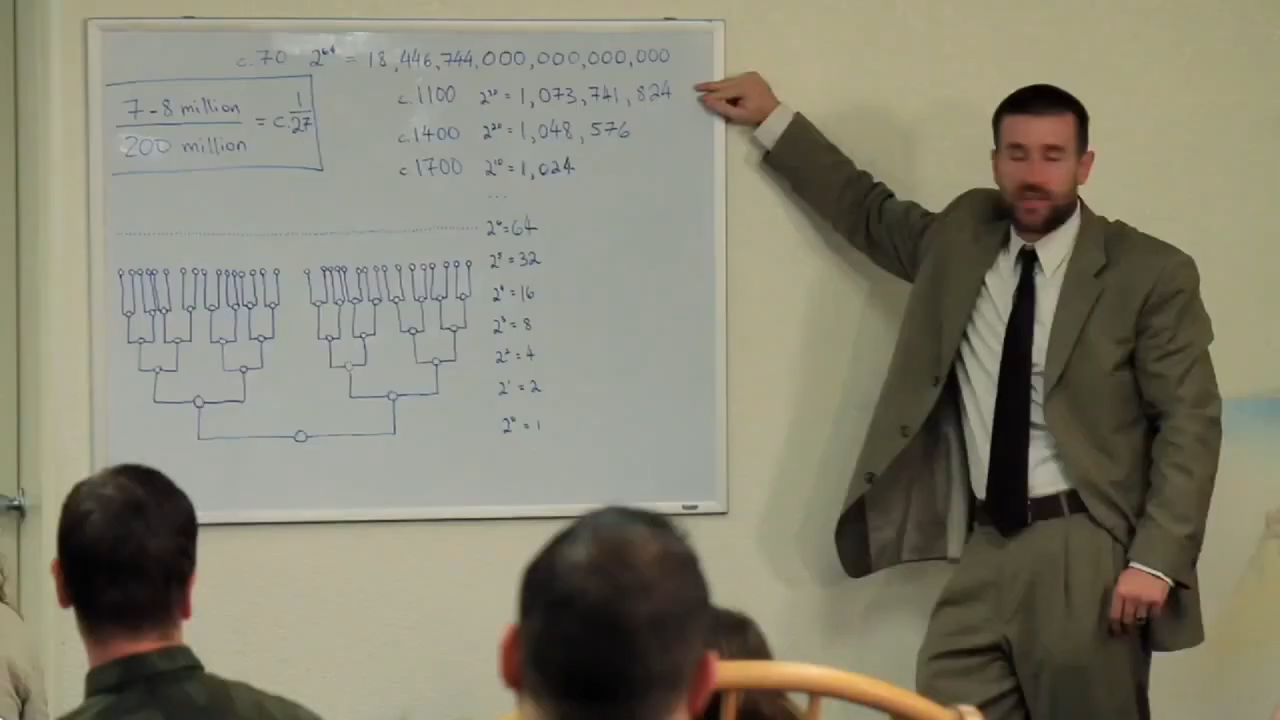 c.70 2⁶⁴ = 18,446,744,000,000,000,000
7-8 million
200 million
= c. 1/27
c.1100 2³⁰ = 1,073,741,824
c.1400 2²⁰ = 1,048,576
c.1700 2¹⁰ = 1,024
...
2⁶ = 64
2⁵ = 32
2⁴ = 16
2³ = 8
2² = 4
2¹ = 2
2⁰ = 1